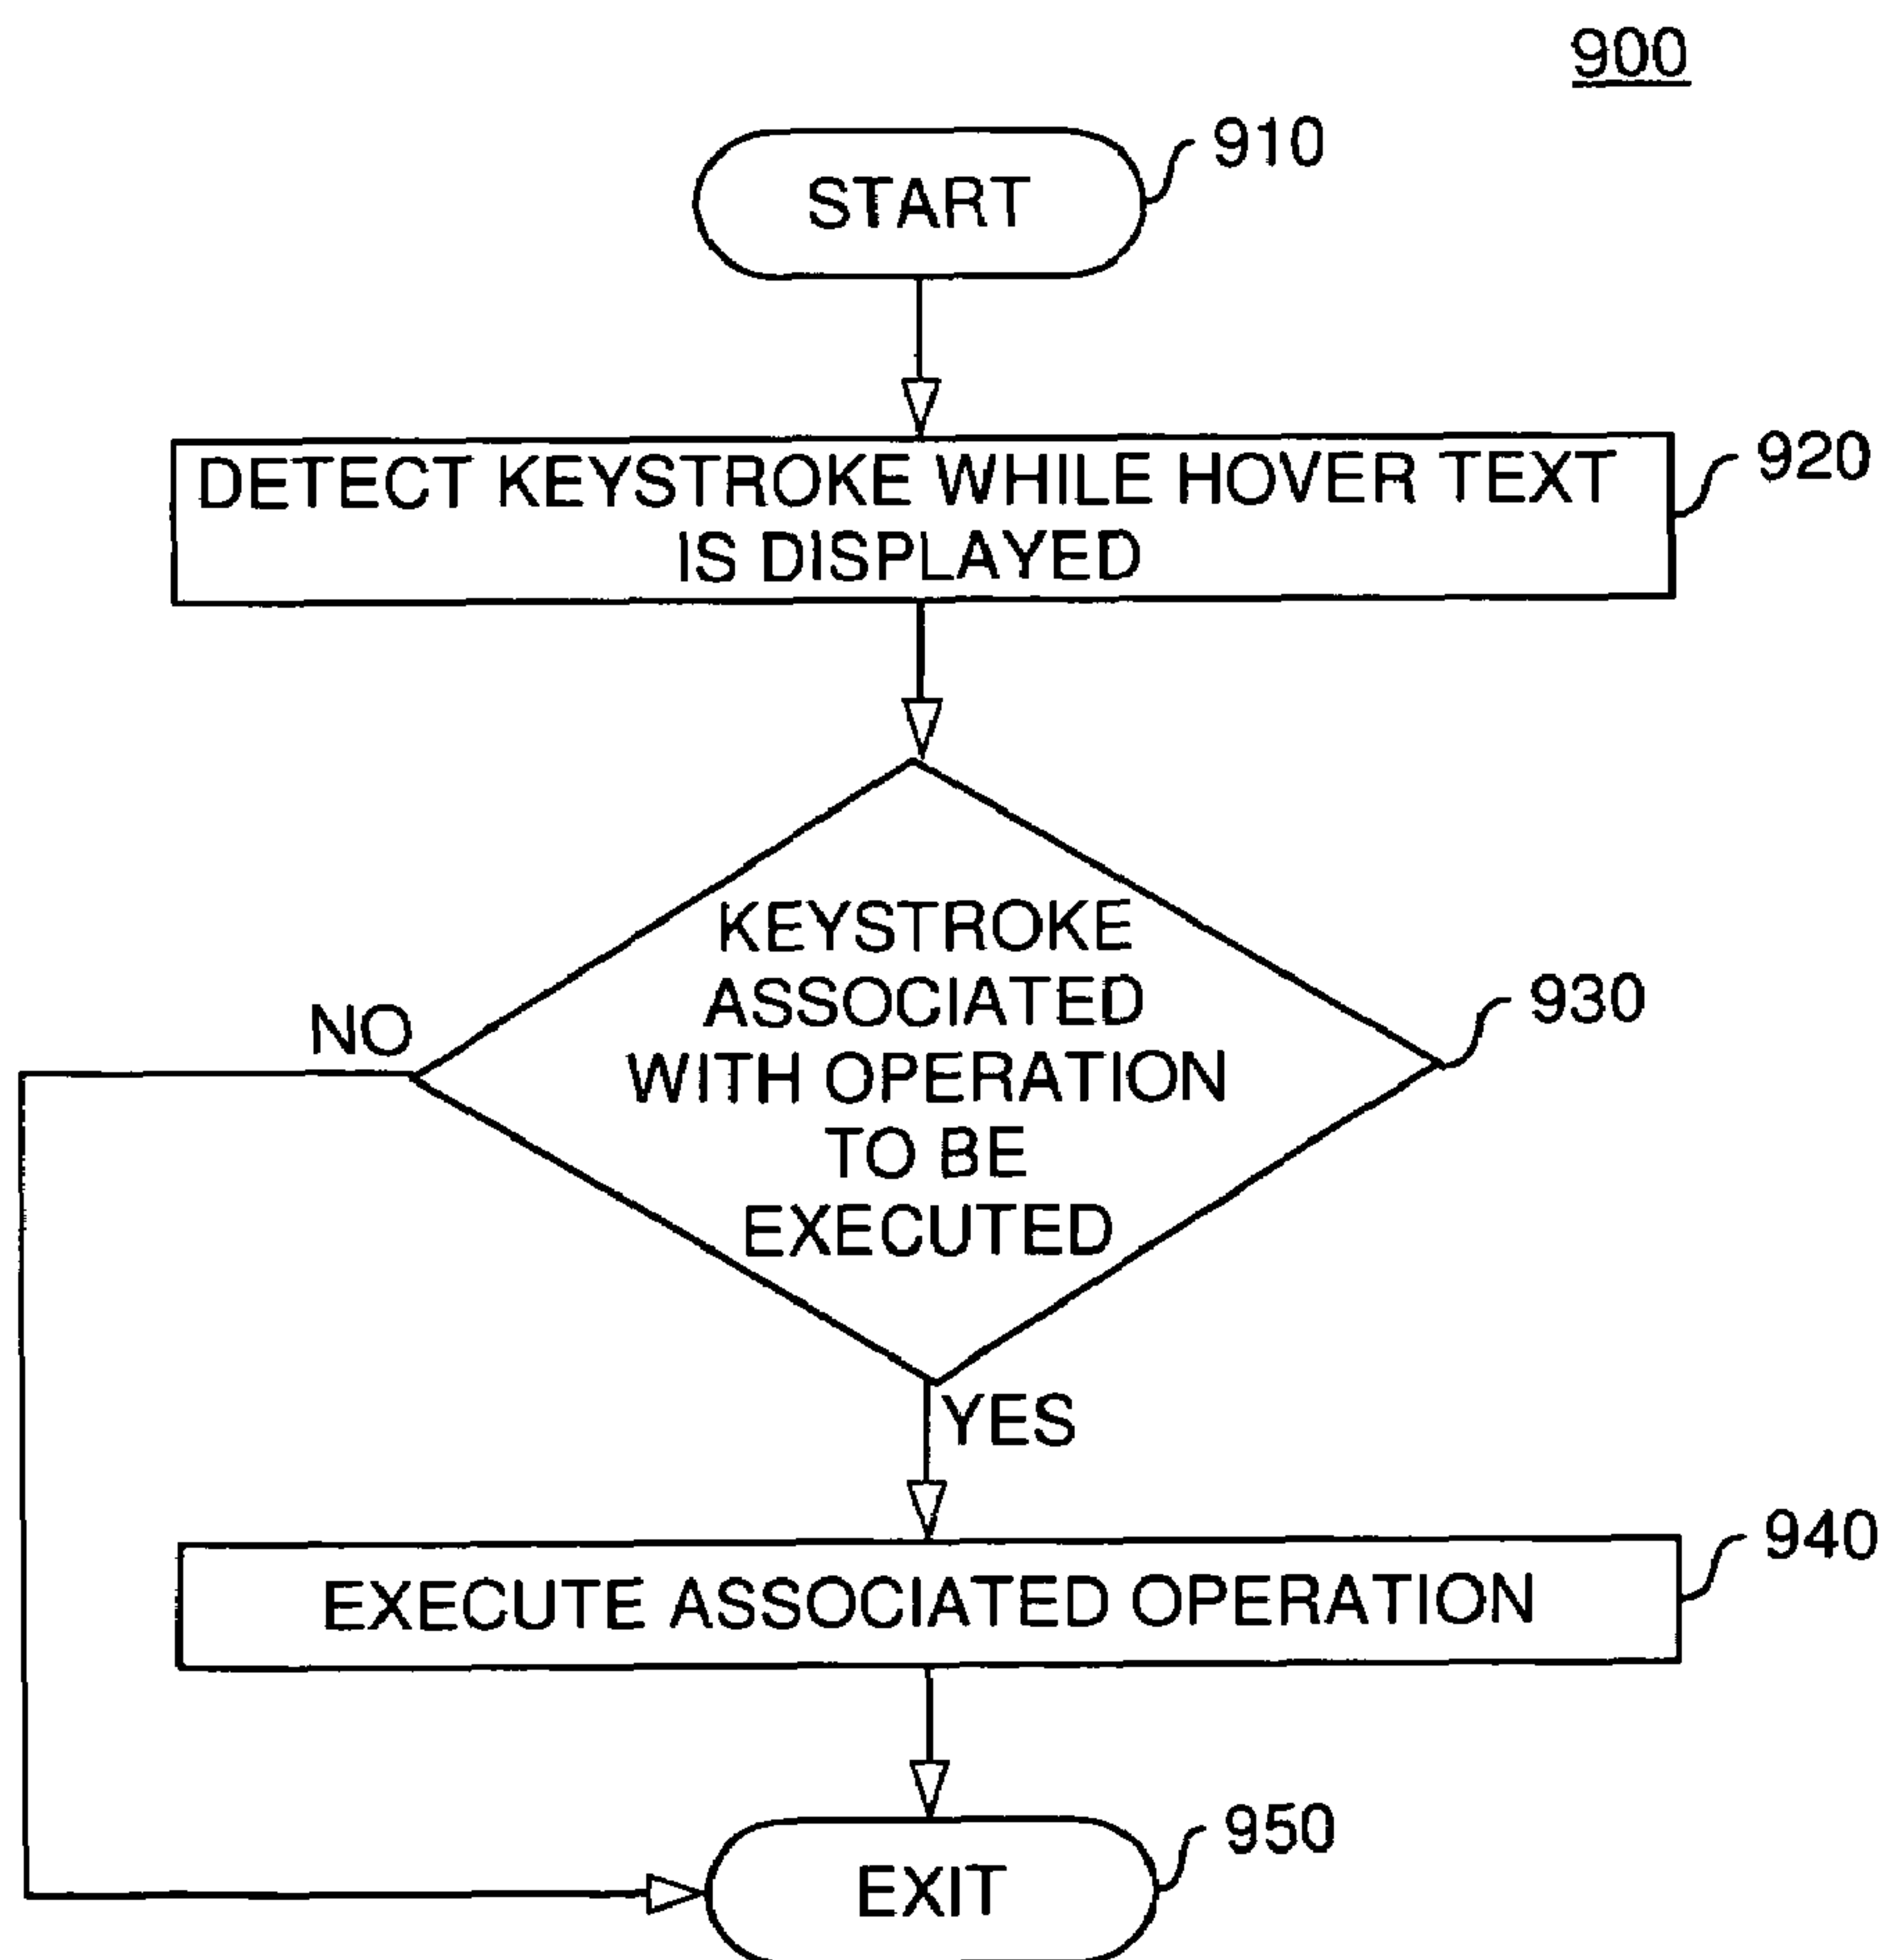 900
START
910
DETECT KEYSTROKE WHILE HOVER TEXT
IS DISPLAYED
920
KEYSTROKE
ASSOCIATED
WITH OPERATION
TO BE
EXECUTED
930
NO
YES
EXECUTE ASSOCIATED OPERATION
940
EXIT
950